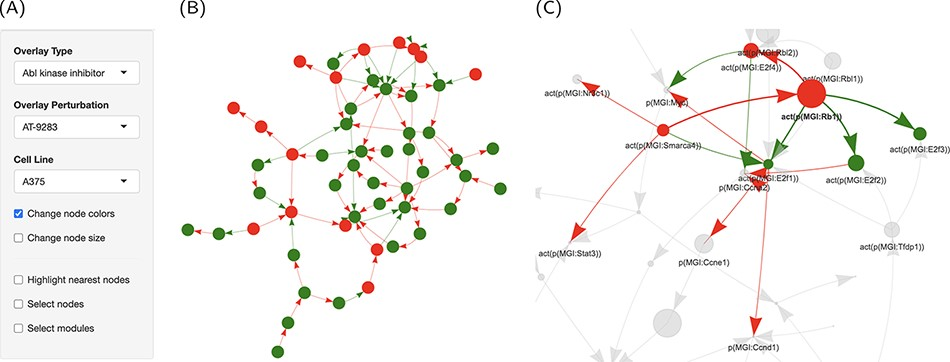 (A)
Overlay Type
Abl kinase inhibitor
Overlay Perturbation
AT-9283
Cell Line
A375
Change node colors
Change node size
Highlight nearest nodes
Select nodes
Select modules
(B)
(C)
act(p(MGI:Rbl2))
act(p(MGI:E2f4))
act(p(MGI:Rbl1))
act(p(MGI:Nr3c1))
p(MGI:Myc)
act(p(MGI:Rb1))
act(p(MGI:Smarca4))
act(p(MGI:E2f3))
act(p(MGI:E2f1))
act(p(MGI:E2f2))
p(MGI:Ccna2)
act(p(MGI:Tfdp1))
act(p(MGI:Stat3))
p(MGI:Ccne1)
p(MGI:Ccnd1)